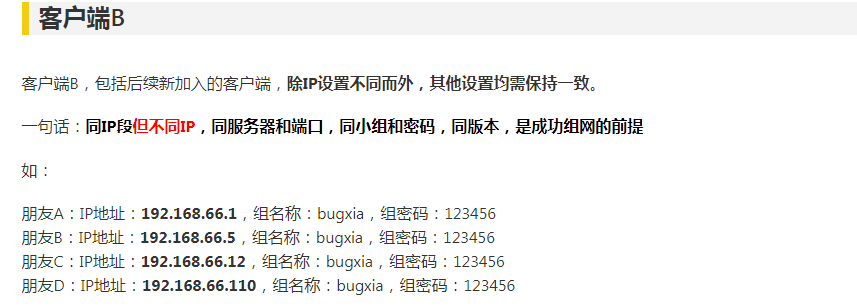 客户端B
客户端B，包括后续新加入的客户端，除IP设置不同而外，其他设置均需保持一致。
一句话：同IP段但不同IP，同服务器和端口，同小组和密码，同版本，是成功组网的前提
如：
朋友A：IP地址：192.168.66.1，组名称：bugxia，组密码：123456
朋友B：IP地址：192.168.66.5，组名称：bugxia，组密码：123456
朋友C：IP地址：192.168.66.12，组名称：bugxia，组密码：123456
朋友D：IP地址：192.168.66.110，组名称：bugxia，组密码：123456